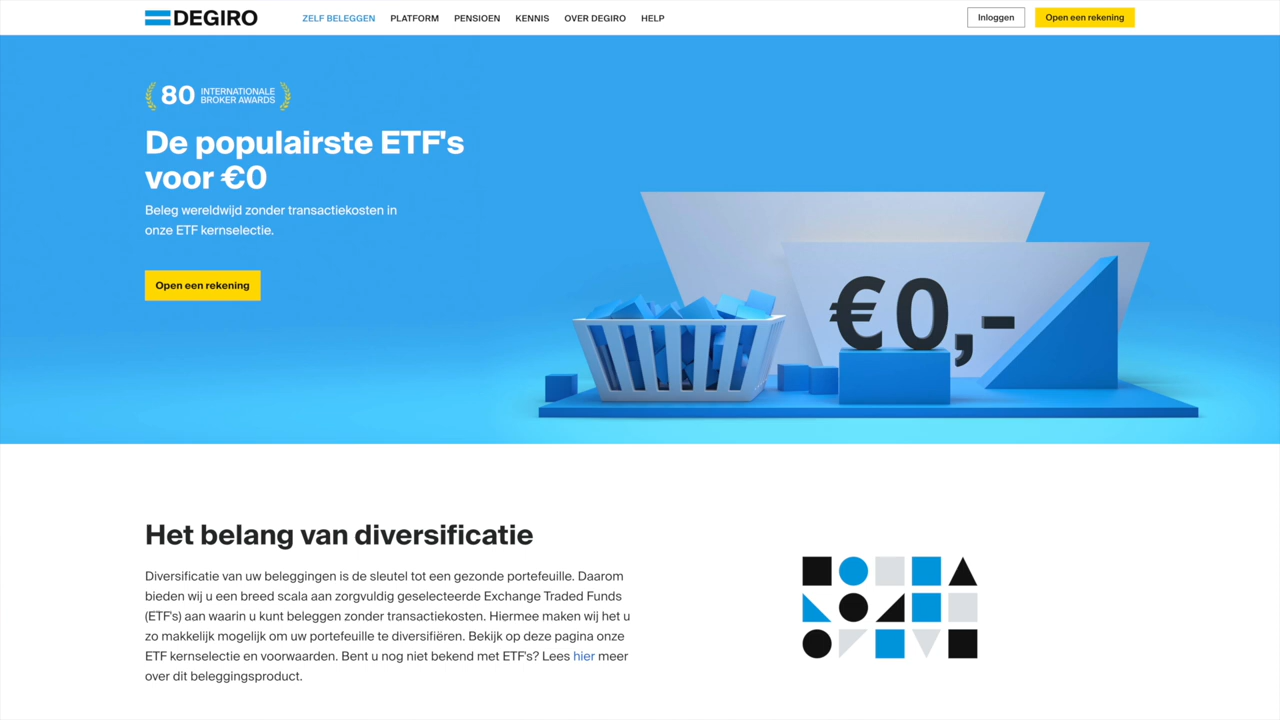 DEGIRO
ZELF BELEGGEN PLATFORM PENSIOEN KENNIS OVER DEGIRO HELP
Inloggen
Open een rekening
80 INTERNATIONALE
BROKER AWARDS
De populairste ETF's
voor €0
Beleg wereldwijd zonder transactiekosten in
onze ETF kernselectie.
Open een rekening
€0,-
Het belang van diversificatie
Diversificatie van uw beleggingen is de sleutel tot een gezonde portefeuille. Daarom
bieden wij u een breed scala aan zorgvuldig geselecteerde Exchange Traded Funds
(ETF's) aan waarin u kunt beleggen zonder transactiekosten. Hiermee maken wij het u
zo makkelijk mogelijk om uw portefeuille te diversifiëren. Bekijk op deze pagina onze
ETF kernselectie en voorwaarden. Bent u nog niet bekend met ETF's? Lees hier meer
over dit beleggingsproduct.